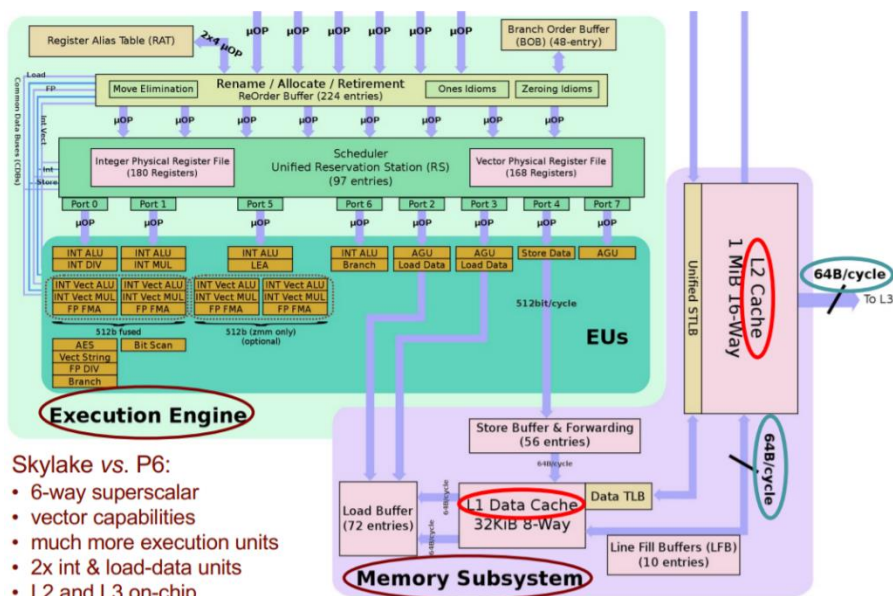 µOP µOP µOP µOP µOP µOP
Register Alias Table (RAT)
2x4 µOP
Branch Order Buffer
(BOB) (48-entry)
Load
FP
Common Data Buses (CDBs)
Int Vect
Int
Store
Rename / Allocate / Retirement
ReOrder Buffer (224 entries)
Move Elimination
Ones Idioms
Zeroing Idioms
µOP µOP µOP µOP µOP µOP
Scheduler
Unified Reservation Station (RS)
(97 entries)
Integer Physical Register File
(180 Registers)
Vector Physical Register File
(168 Registers)
Port 0 Port 1 Port 5 Port 6 Port 2 Port 3 Port 4 Port 7
µOP µOP µOP µOP µOP µOP µOP µOP
INT ALU
INT DIV
INT Vect ALU
INT Vect MUL
FP FMA
INT ALU
INT MUL
INT Vect ALU
INT Vect MUL
FP FMA
512b fused
AES
Vect String
FP DIV
Branch
Bit Scan
INT ALU
LEA
INT Vect ALU
INT Vect MUL
FP FMA
INT Vect ALU
INT Vect MUL
FP FMA
512b (zmm only)
(optional)
INT ALU
Branch
AGU
Load Data
AGU
Load Data
Store Data
AGU
512bit/cycle
EUs
Execution Engine
Unified STLB
L2 Cache
1 MiB 16-Way
64B/cycle
To L3
64B/cycle
Store Buffer & Forwarding
(56 entries)
64B/cycle
Load Buffer
(72 entries)
64B/cycle
64B/cycle
L1 Data Cache
32KiB 8-Way
Data TLB
Line Fill Buffers (LFB)
(10 entries)
Memory Subsystem
Skylake vs. P6:
• 6-way superscalar
• vector capabilities
• much more execution units
• 2x int & load-data units
• L2 and L3 on-chip